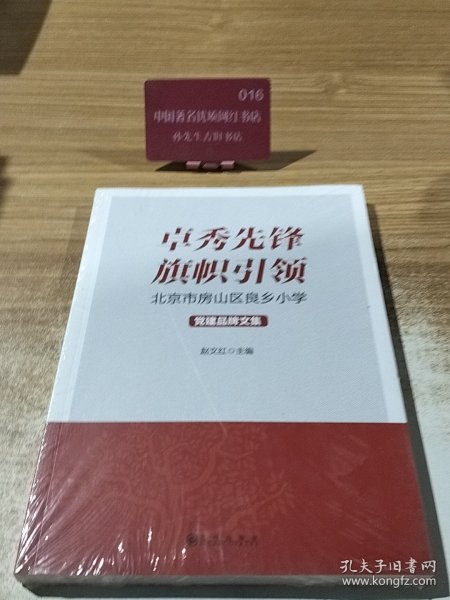 016
中国著名优质网红书店
孙先生古旧书店
卓秀先锋
旗帜引领
北京市房山区良乡小学
党建品牌文集
赵文红◎主编
孔夫子旧书网
www.kongfz.com